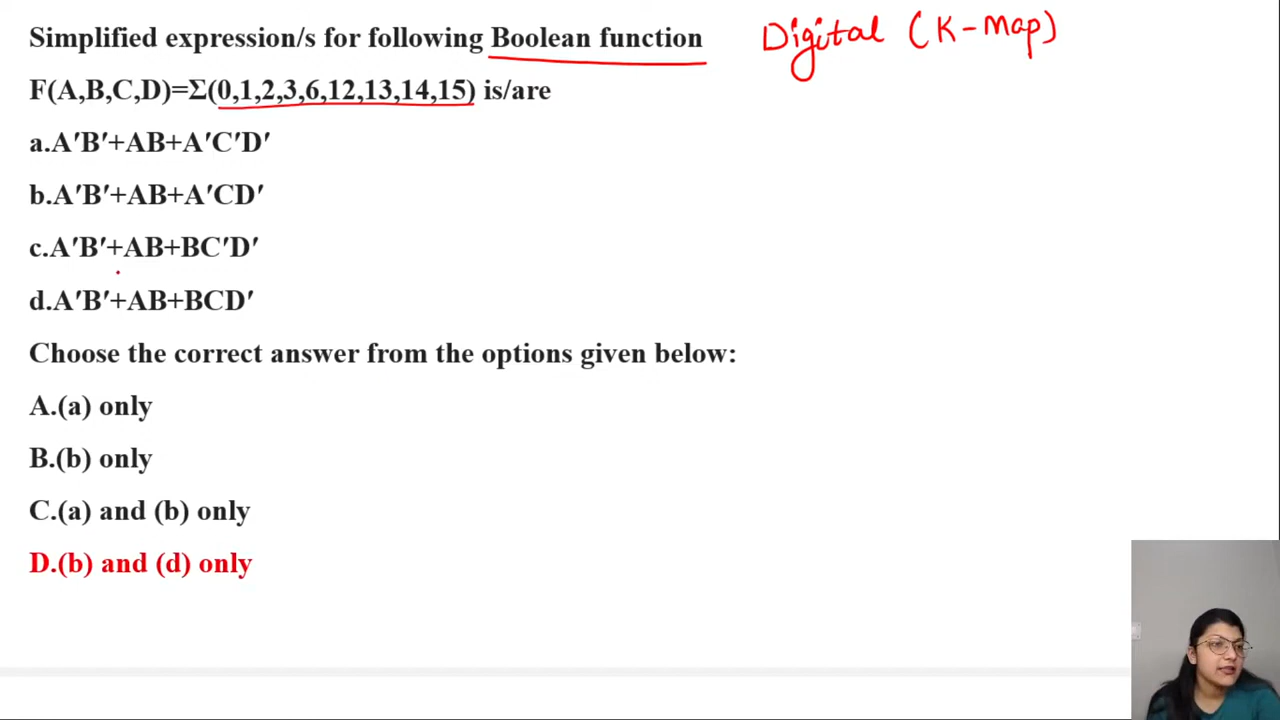 Simplified expression/s for following Boolean function
Digital (K-Map)
F(A,B,C,D)=Σ(0,1,2,3,6,12,13,14,15) is/are
a.A′B′+AB+A′C′D′
b.A′B′+AB+A′CD′
c.A′B′+AB+BC′D′
d.A′B′+AB+BCD′
Choose the correct answer from the options given below:
A.(a) only
B.(b) only
C.(a) and (b) only
D.(b) and (d) only